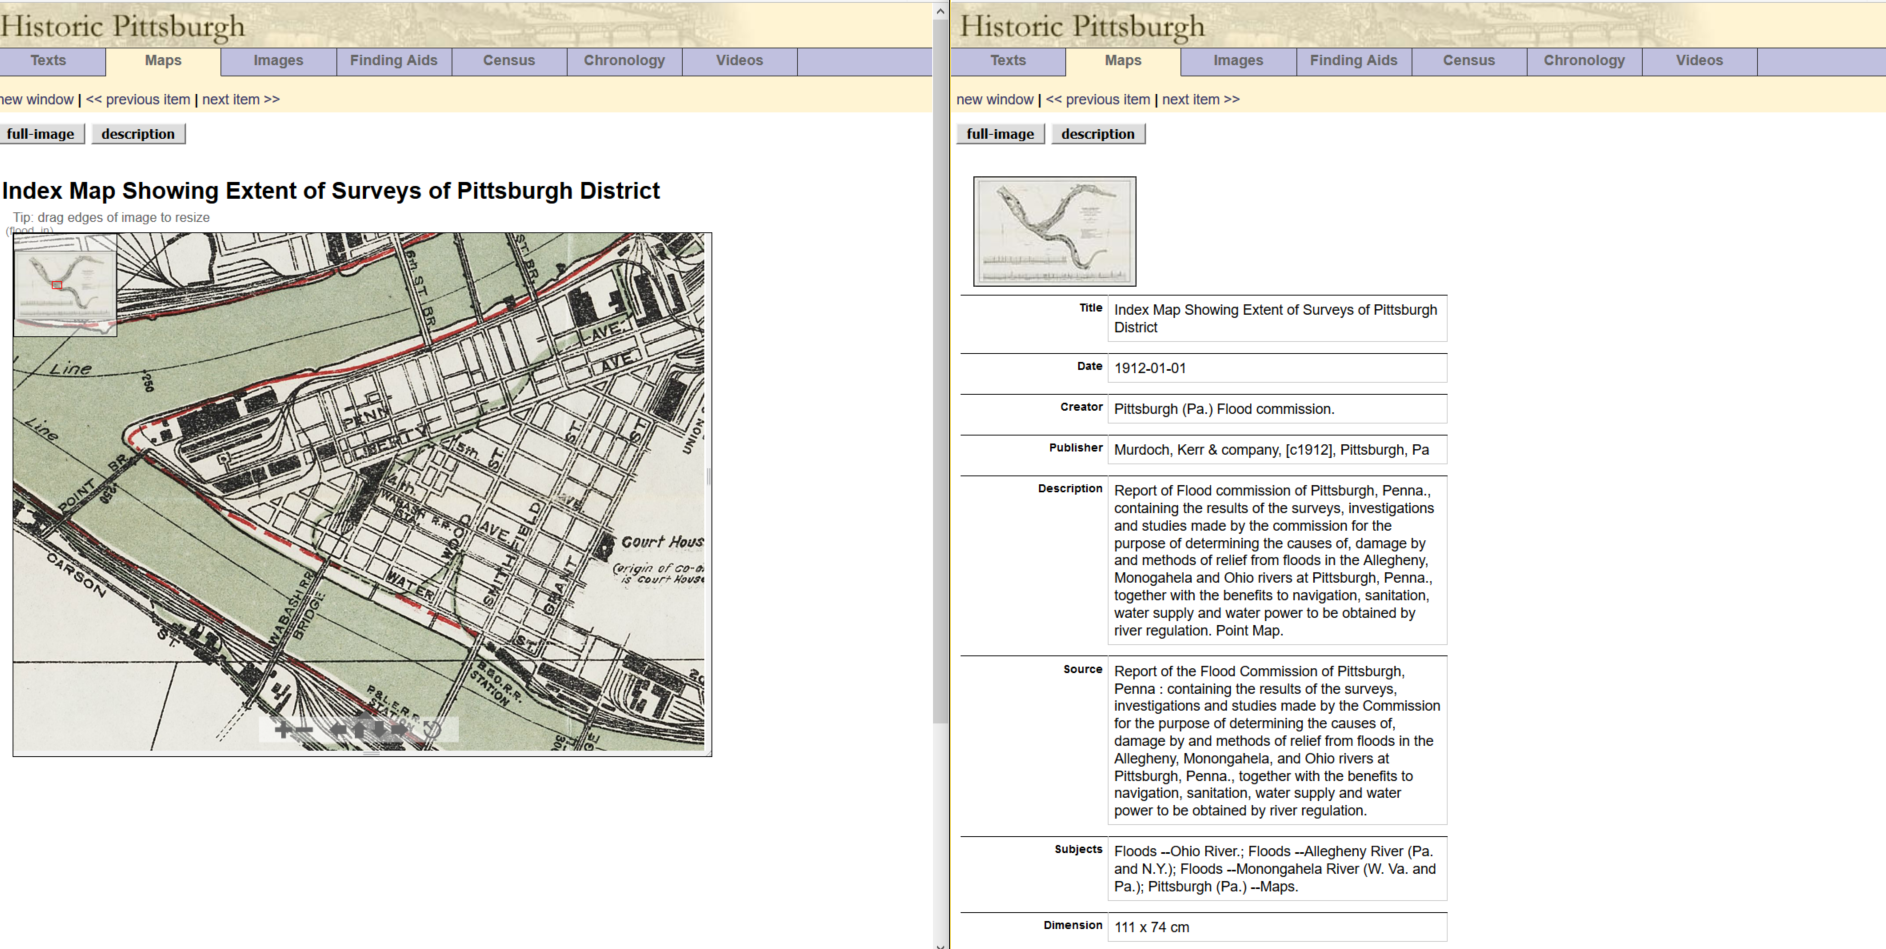 Historic Pittsburgh
Texts Maps Images Finding Aids Census Chronology Videos
new window | << previous item | next item >>
full-image description
Index Map Showing Extent of Surveys of Pittsburgh District
Tip: drag edges of image to resize
(flood_in)
6th. ST. BR.
ST. BR.
Line
250
Line
POINT BR.
250
PENN
LIBERTY
AVE.
AVE.
5th.
ST.
ST.
ST.
UNION
4th.
WABASH R.R.
STA.
WOOD
AVE.
AVE
SMITHFIELD
GRANT
Court Hous
(origin of co-o
is Court House
WATER
ST.
CARSON
ST.
WABASH RR
BRIDGE
B.&O.R.R.
STATION
P.&L.E.R.R.
STATION
Historic Pittsburgh
Texts Maps Images Finding Aids Census Chronology Videos
new window | << previous item | next item >>
full-image description
Title Index Map Showing Extent of Surveys of Pittsburgh
District
Date 1912-01-01
Creator Pittsburgh (Pa.) Flood commission.
Publisher Murdoch, Kerr & company, [c1912], Pittsburgh, Pa
Description Report of Flood commission of Pittsburgh, Penna.,
containing the results of the surveys, investigations
and studies made by the commission for the
purpose of determining the causes of, damage by
and methods of relief from floods in the Allegheny,
Monogahela and Ohio rivers at Pittsburgh, Penna.,
together with the benefits to navigation, sanitation,
water supply and water power to be obtained by
river regulation. Point Map.
Source Report of the Flood Commission of Pittsburgh,
Penna : containing the results of the surveys,
investigations and studies made by the Commission
for the purpose of determining the causes of,
damage by and methods of relief from floods in the
Allegheny, Monongahela, and Ohio rivers at
Pittsburgh, Penna., together with the benefits to
navigation, sanitation, water supply and water
power to be obtained by river regulation.
Subjects Floods --Ohio River.; Floods --Allegheny River (Pa.
and N.Y.); Floods --Monongahela River (W. Va. and
Pa.); Pittsburgh (Pa.) --Maps.
Dimension 111 x 74 cm